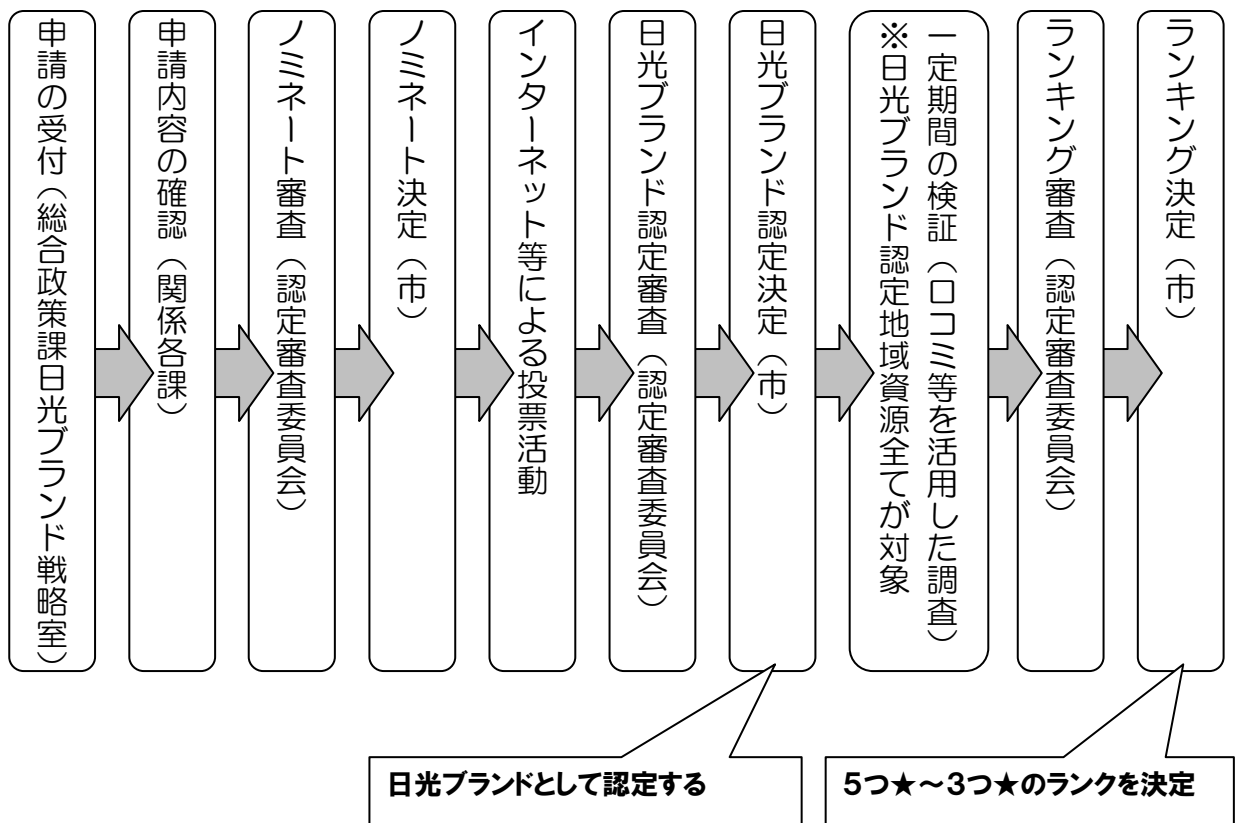 申請の受付（総合政策課日光ブランド戦略室）
申請内容の確認（関係各課）
ノミネート審査（認定審査委員会）
ノミネート決定（市）
インターネット等による投票活動
日光ブランド認定審査（認定審査委員会）
日光ブランド認定決定（市）
一定期間の検証（口コミ等を活用した調査）
※日光ブランド認定地域資源全てが対象
ランキング審査（認定審査委員会）
ランキング決定（市）
日光ブランドとして認定する
５つ★～３つ★のランクを決定